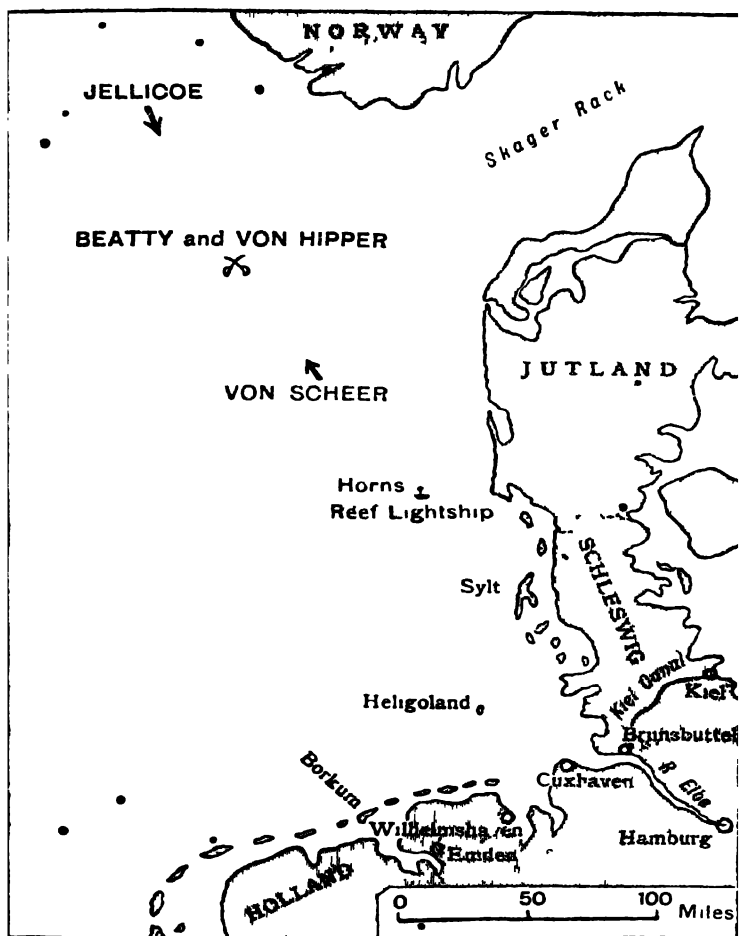 NORWAY
JELLICOE
Skager Rack
BEATTY and VON HIPPER
JUTLAND
VON SCHEER
Horns
Reef Lightship
SCHLESWIG
Sylt
Kiel Canal
Kiel
Heligoland
Brunsbuttel
Borkum
Cuxhaven
R Elbe
Wilhelmshaven
Hamburg
Emden
HOLLAND
0 50 100 Miles